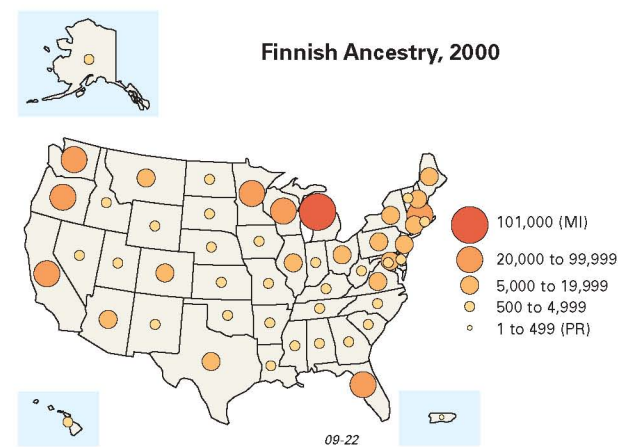 Finnish Ancestry, 2000
101,000 (MI)
20,000 to 99,999
5,000 to 19,999
500 to 4,999
1 to 499 (PR)
09-22